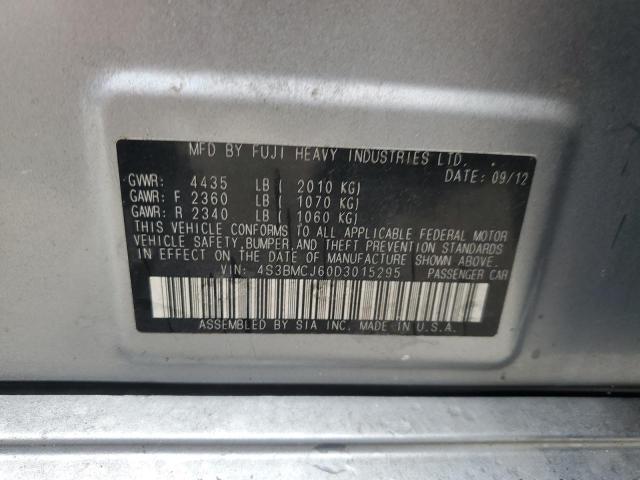 MFD BY FUJI HEAVY INDUSTRIES LTD.
DATE: 09/12
GVWR: 4435 LB ( 2010 KG)
GAWR: F 2360 LB ( 1070 KG)
GAWR: R 2340 LB ( 1060 KG)
THIS VEHICLE CONFORMS TO ALL APPLICABLE FEDERAL MOTOR
VEHICLE SAFETY, BUMPER, AND THEFT PREVENTION STANDARDS
IN EFFECT ON THE DATE OF MANUFACTURE SHOWN ABOVE.
VIN: 4S3BMCJ60D3015295 PASSENGER CAR
ASSEMBLED BY SIA INC. MADE IN U.S.A.